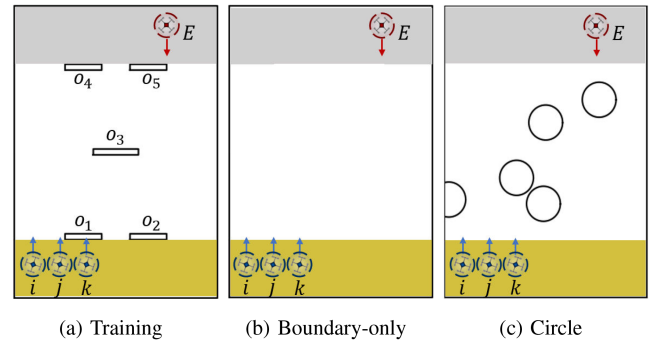 E E E
o₄ o₅
o₃
o₁ o₂
i j k i j k i j k
(a) Training (b) Boundary-only (c) Circle